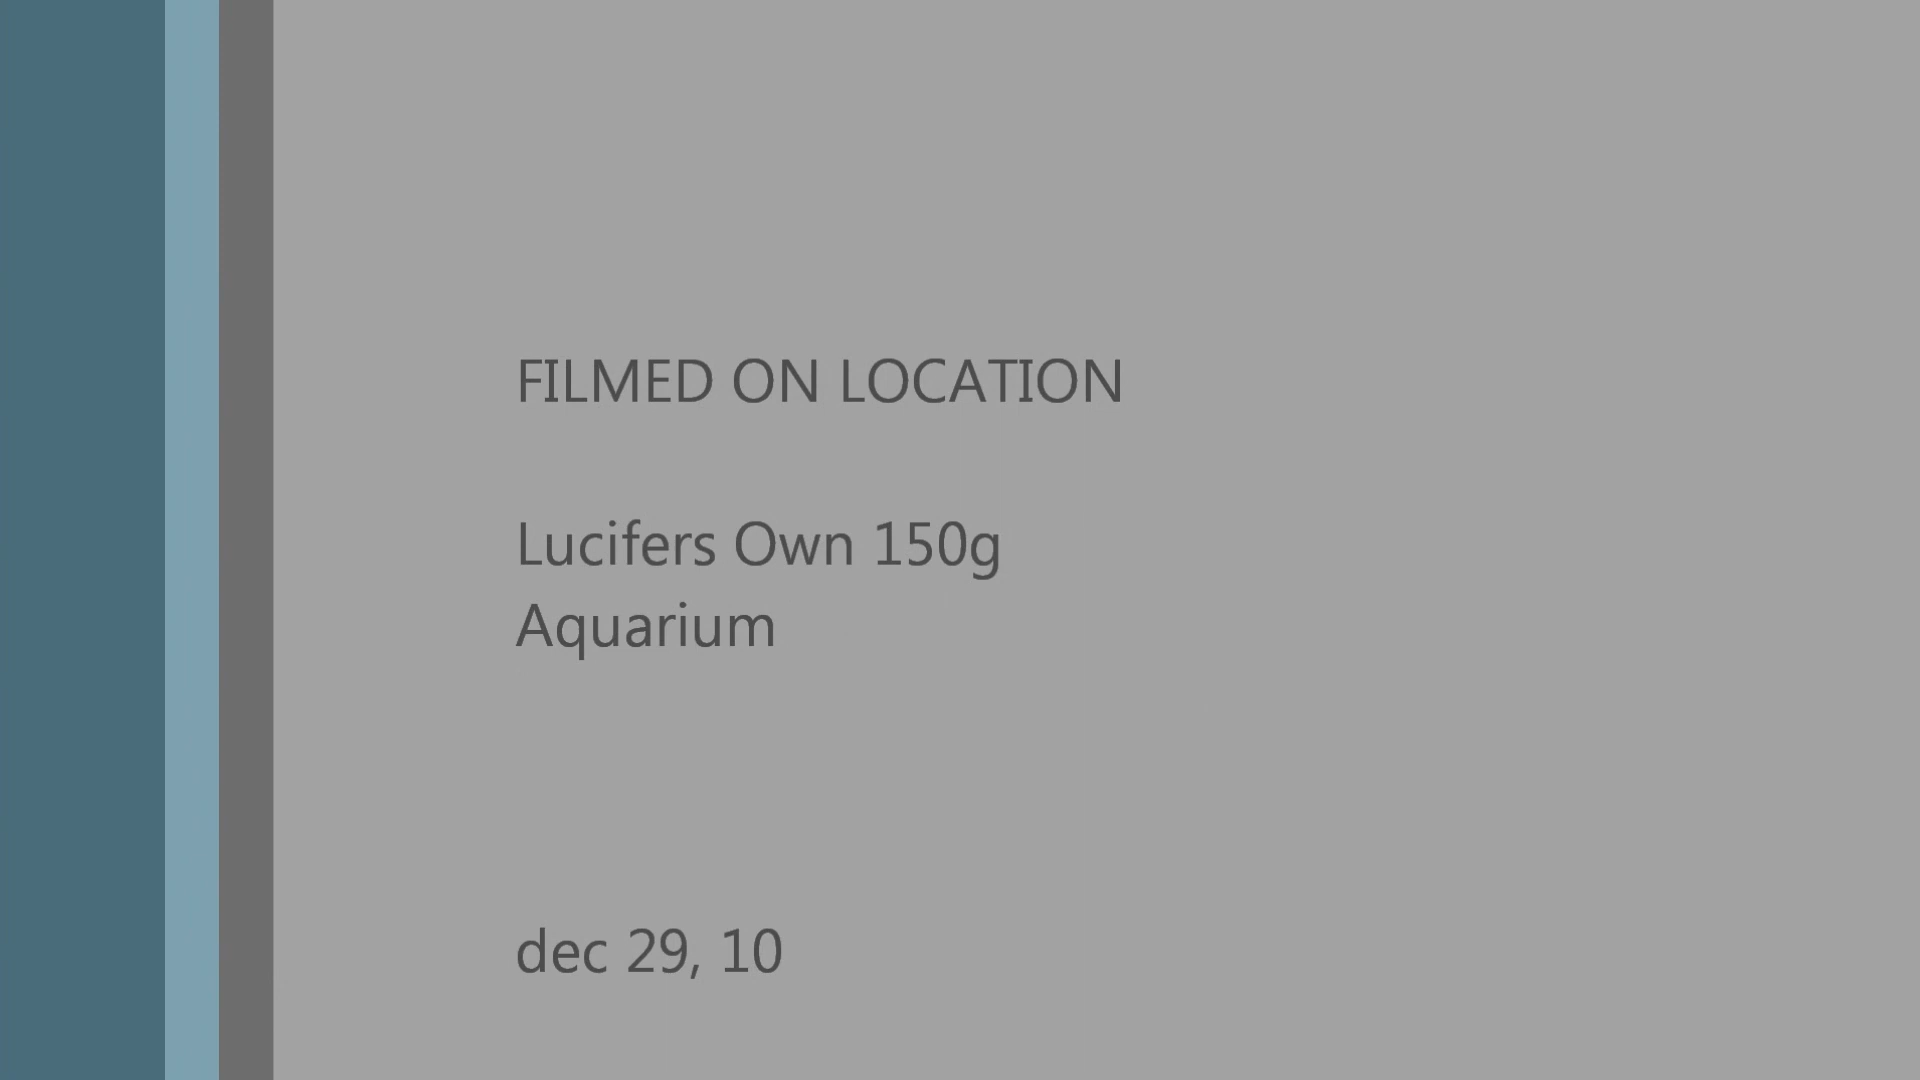 FILMED ON LOCATION
Lucifers Own 150g
Aquarium
dec 29, 10